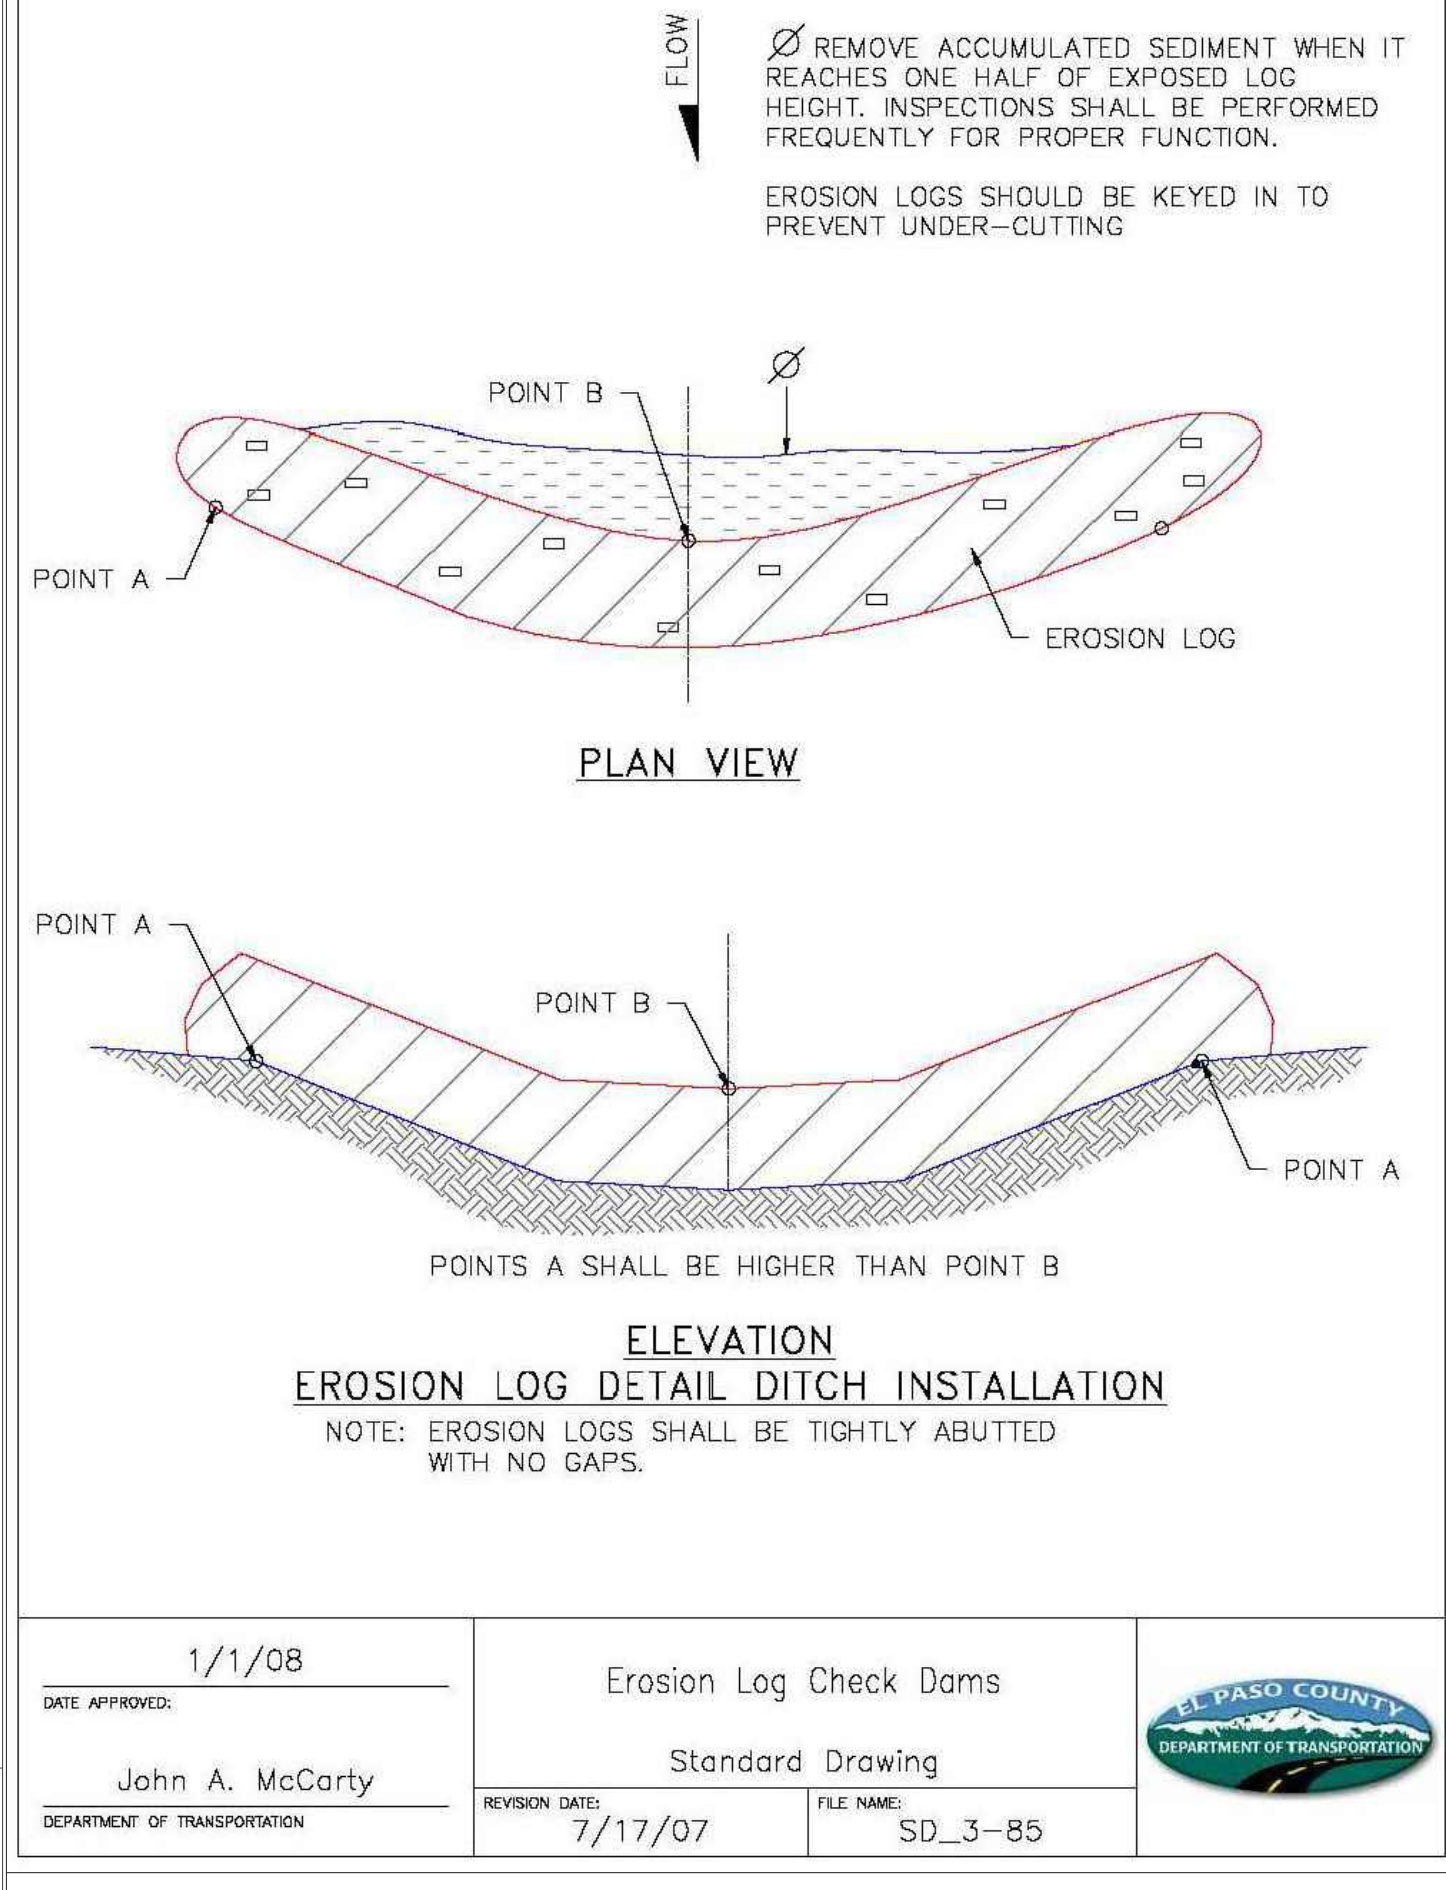 FLOW
Ø REMOVE ACCUMULATED SEDIMENT WHEN IT
REACHES ONE HALF OF EXPOSED LOG
HEIGHT. INSPECTIONS SHALL BE PERFORMED
FREQUENTLY FOR PROPER FUNCTION.
EROSION LOGS SHOULD BE KEYED IN TO
PREVENT UNDER-CUTTING
Ø
POINT B
POINT A
EROSION LOG
PLAN VIEW
POINT A
POINT B
POINT A
POINTS A SHALL BE HIGHER THAN POINT B
ELEVATION
EROSION LOG DETAIL DITCH INSTALLATION
NOTE: EROSION LOGS SHALL BE TIGHTLY ABUTTED
WITH NO GAPS.
1/1/08
DATE APPROVED:
John A. McCarty
DEPARTMENT OF TRANSPORTATION
Erosion Log Check Dams
Standard Drawing
REVISION DATE:
7/17/07
FILE NAME:
SD_3-85
EL PASO COUNTY
DEPARTMENT OF TRANSPORTATION